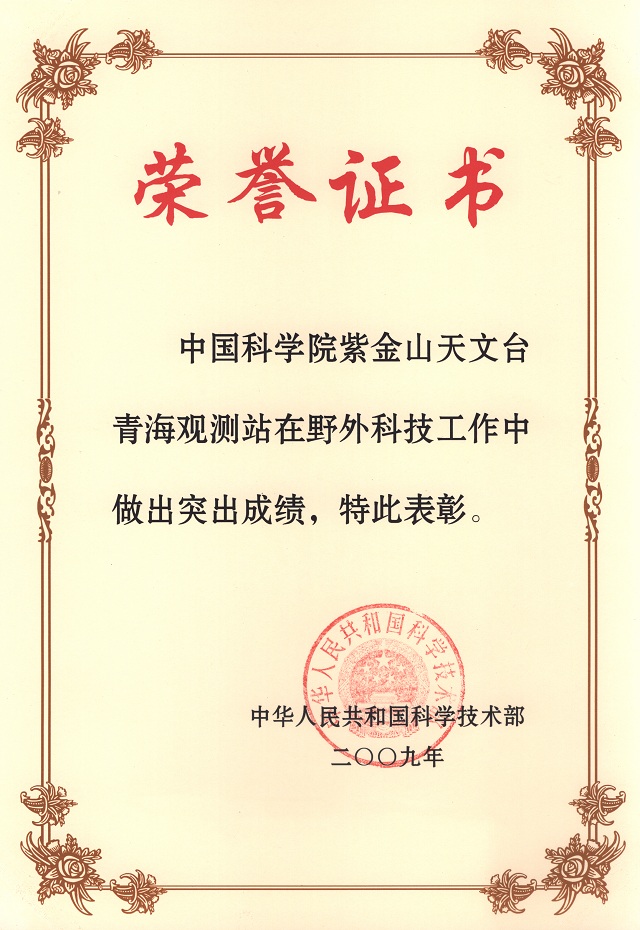 荣誉证书
中国科学院紫金山天文台
青海观测站在野外科技工作中
做出突出成绩，特此表彰。
中华人民共和国科学技术部
中华人民共和国科学技术部
二〇〇九年